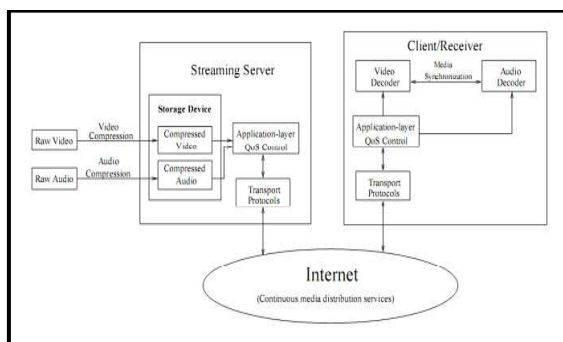 Streaming Server
Storage Device
Raw Video
Video
Compression
Compressed
Video
Raw Audio
Audio
Compression
Compressed
Audio
Application-layer
QoS Control
Transport
Protocols
Client/Receiver
Video
Decoder
Media
Synchronization
Audio
Decoder
Application-layer
QoS Control
Transport
Protocols
Internet
(Continuous media distribution services)